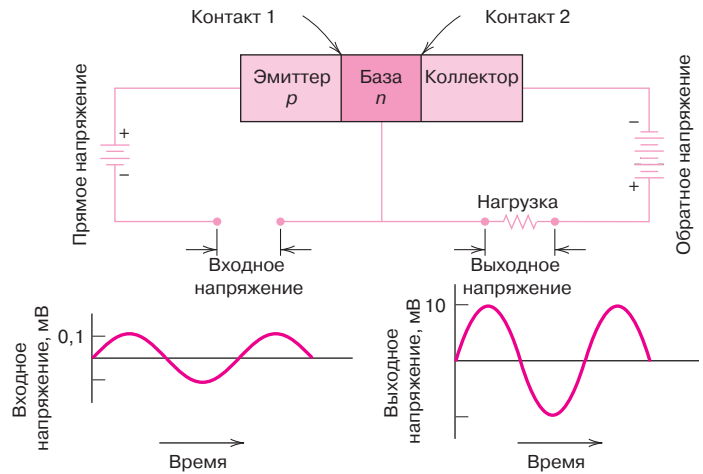 Контакт 1
Контакт 2
Эмиттер
p
База
n
Коллектор
Прямое напряжение
+
−
−
+
Обратное напряжение
Нагрузка
Входное
напряжение
Выходное
напряжение
Входное
напряжение, мВ
0,1
Время
Выходное
напряжение, мВ
10
Время